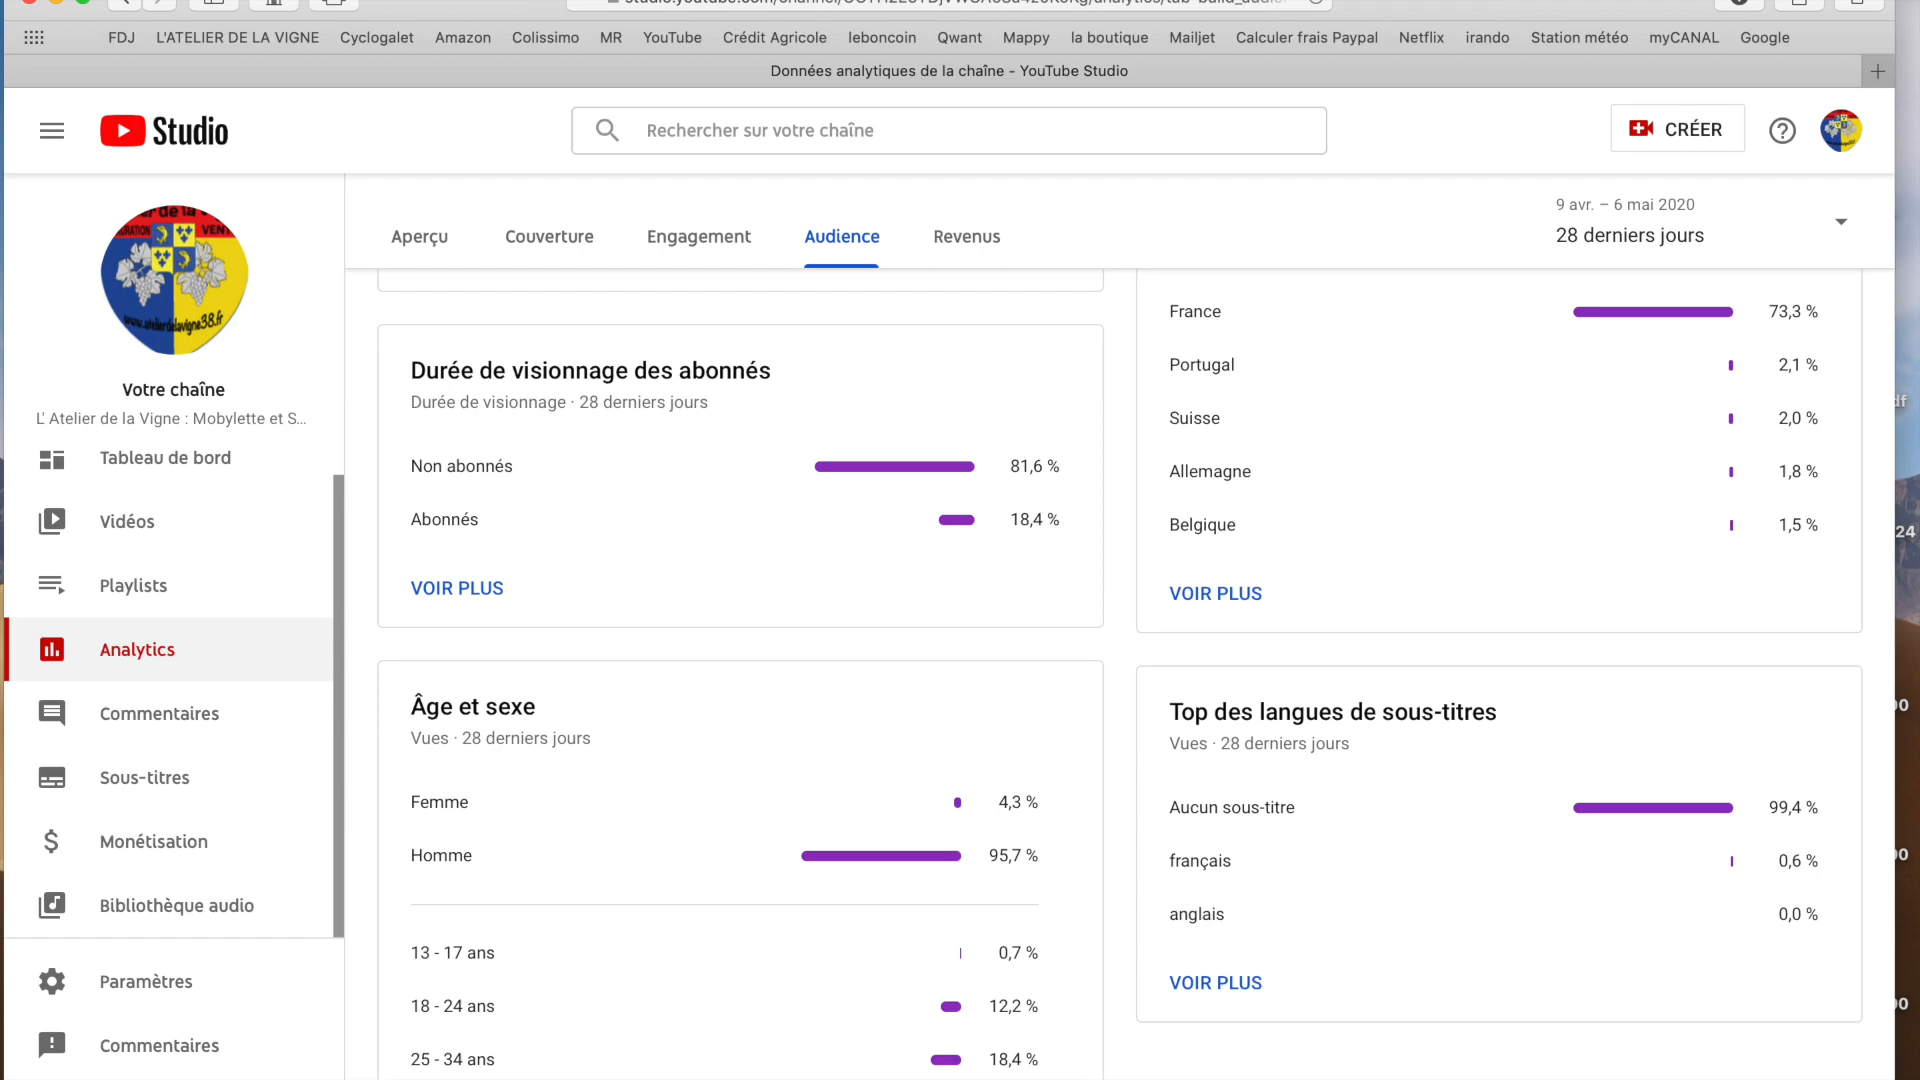 FDJ L'ATELIER DE LA VIGNE Cyclogalet Amazon Colissimo MR YouTube Crédit Agricole leboncoin Qwant Mappy la boutique Mailjet Calculer frais Paypal Netflix irando Station météo myCANAL Google
Données analytiques de la chaîne - YouTube Studio
Studio
Rechercher sur votre chaîne
CRÉER
www.atelierdelavigne38.fr
Votre chaîne
L' Atelier de la Vigne : Mobylette et S...
Tableau de bord
Vidéos
Playlists
Analytics
Commentaires
Sous-titres
Monétisation
Bibliothèque audio
Paramètres
Commentaires
Aperçu Couverture Engagement Audience Revenus
9 avr. – 6 mai 2020
28 derniers jours
Durée de visionnage des abonnés
Durée de visionnage · 28 derniers jours
Non abonnés 81,6 %
Abonnés 18,4 %
VOIR PLUS
Âge et sexe
Vues · 28 derniers jours
Femme 4,3 %
Homme 95,7 %
13 - 17 ans 0,7 %
18 - 24 ans 12,2 %
25 - 34 ans 18,4 %
France 73,3 %
Portugal 2,1 %
Suisse 2,0 %
Allemagne 1,8 %
Belgique 1,5 %
VOIR PLUS
Top des langues de sous-titres
Vues · 28 derniers jours
Aucun sous-titre 99,4 %
français 0,6 %
anglais 0,0 %
VOIR PLUS